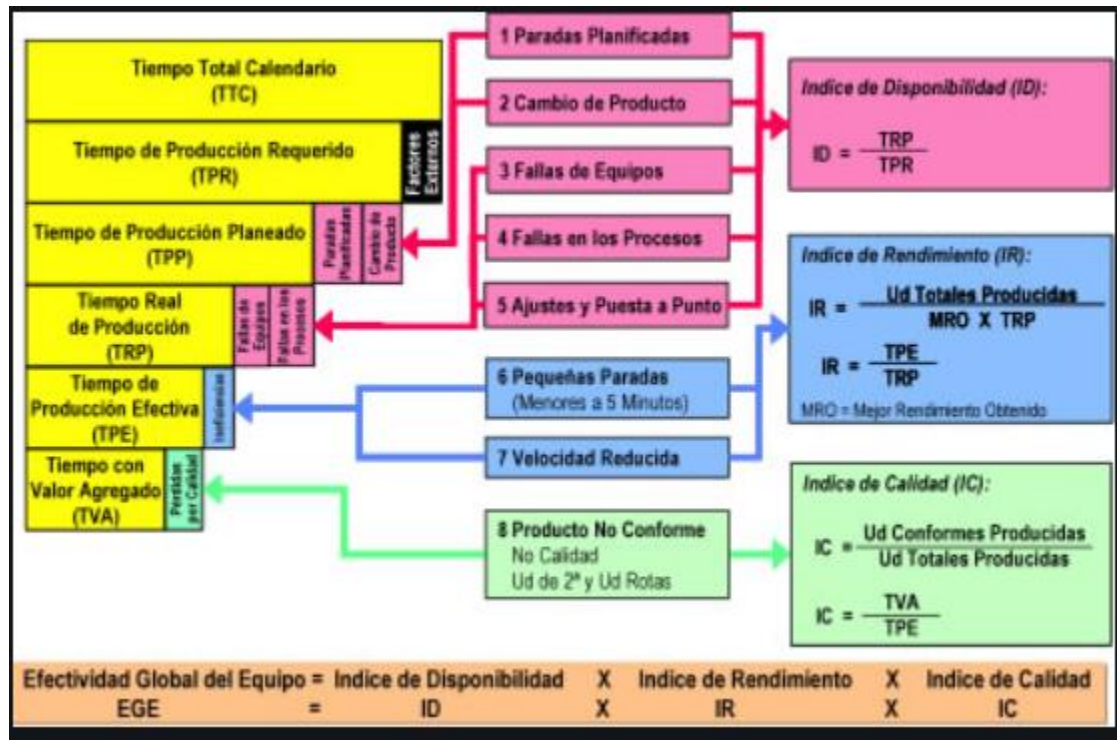 Tiempo Total Calendario
(TTC)
Tiempo de Producción Requerido
(TPR)
Factores
Externos
Tiempo de Producción Planeado
(TPP)
Paradas
Planificadas
Cambio de
Producto
Tiempo Real
de Producción
(TRP)
Fallas de
Equipos
Fallas en los
Procesos
Tiempo de
Producción Efectiva
(TPE)
Ineficiencias
Tiempo con
Valor Agregado
(TVA)
Perdidas
por Calidad
1 Paradas Planificadas
2 Cambio de Producto
3 Fallas de Equipos
4 Fallas en los Procesos
5 Ajustes y Puesta a Punto
6 Pequeñas Paradas
(Menores a 5 Minutos)
7 Velocidad Reducida
8 Producto No Conforme
No Calidad
Ud de 2ª y Ud Rotas
Indice de Disponibilidad (ID):
ID = TRP
TPR
Indice de Rendimiento (IR):
IR = Ud Totales Producidas
MRO X TRP
IR = TPE
TRP
MRO = Mejor Rendimiento Obtenido
Indice de Calidad (IC):
IC = Ud Conformes Producidas
Ud Totales Producidas
IC = TVA
TPE
Efectividad Global del Equipo = Indice de Disponibilidad X Indice de Rendimiento X Indice de Calidad
EGE = ID X IR X IC